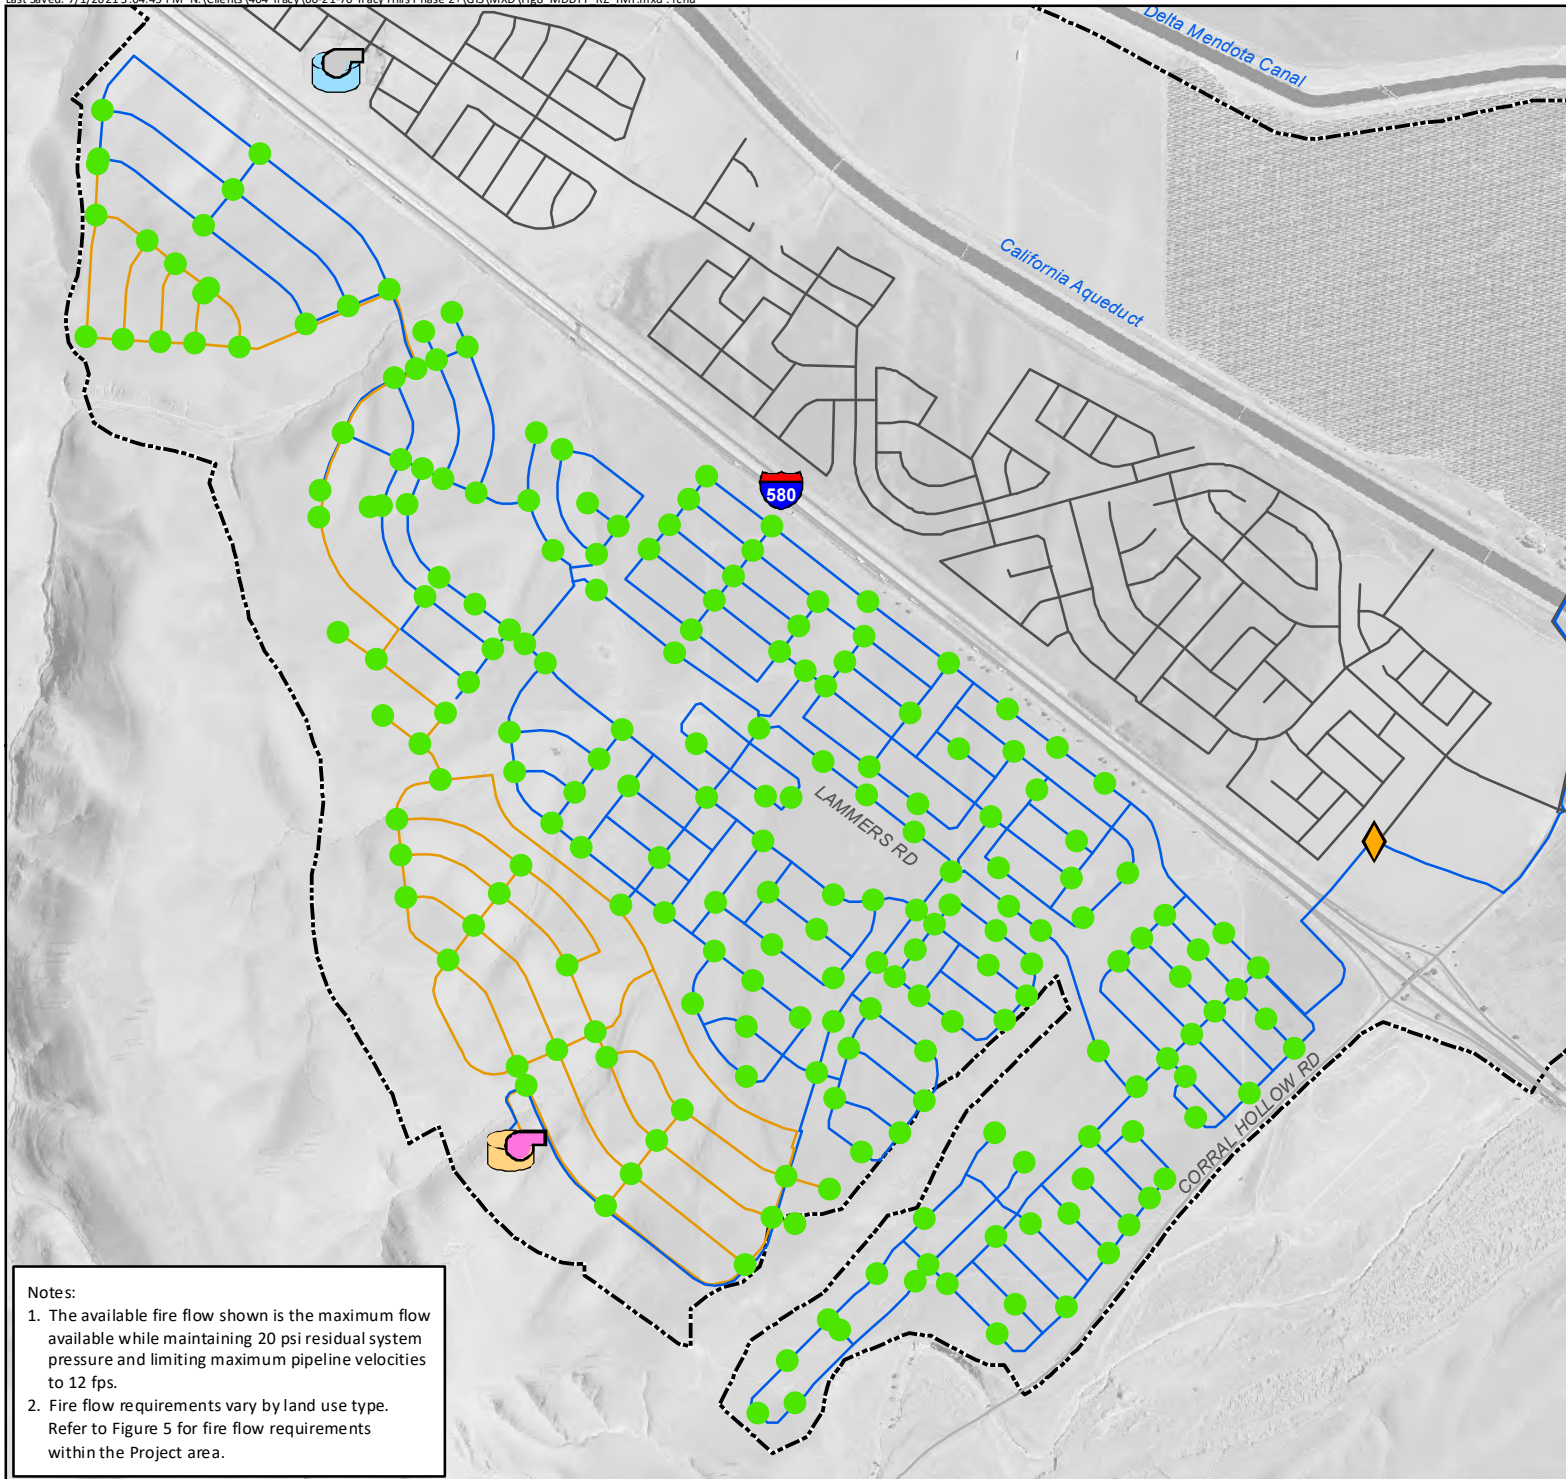 Delta Mendota Canal
California Aqueduct
580
LAMMERS RD
CORRAL HOLLOW RD
Notes:
1. The available fire flow shown is the maximum flow
available while maintaining 20 psi residual system
pressure and limiting maximum pipeline velocities
to 12 fps.
2. Fire flow requirements vary by land use type.
Refer to Figure 5 for fire flow requirements
within the Project area.